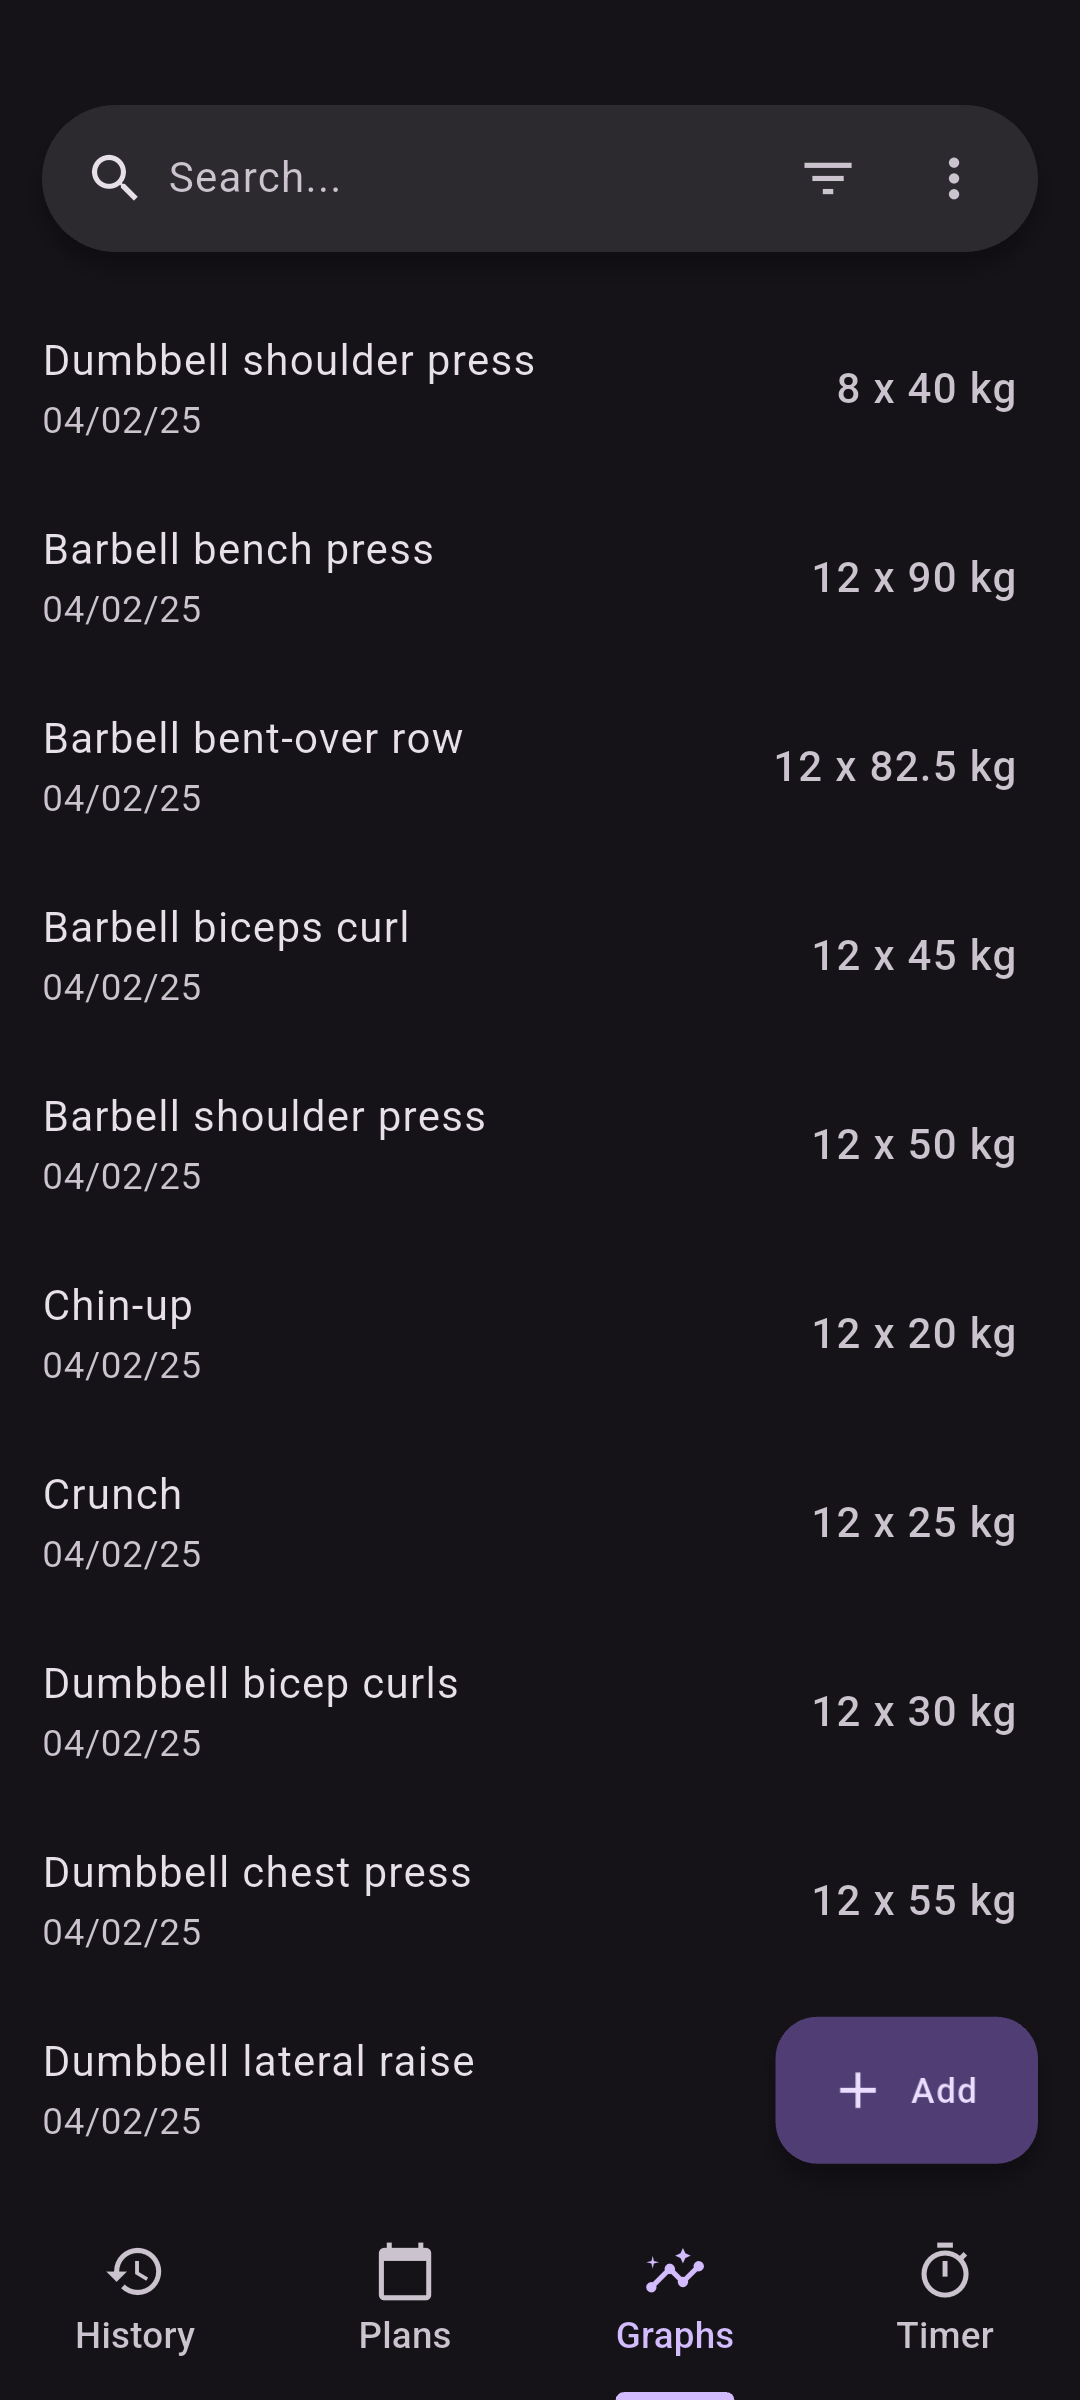 Search...
Dumbbell shoulder press
04/02/25
8 x 40 kg
Barbell bench press
04/02/25
12 x 90 kg
Barbell bent-over row
04/02/25
12 x 82.5 kg
Barbell biceps curl
04/02/25
12 x 45 kg
Barbell shoulder press
04/02/25
12 x 50 kg
Chin-up
04/02/25
12 x 20 kg
Crunch
04/02/25
12 x 25 kg
Dumbbell bicep curls
04/02/25
12 x 30 kg
Dumbbell chest press
04/02/25
12 x 55 kg
Dumbbell lateral raise
04/02/25
Add
History
Plans
Graphs
Timer